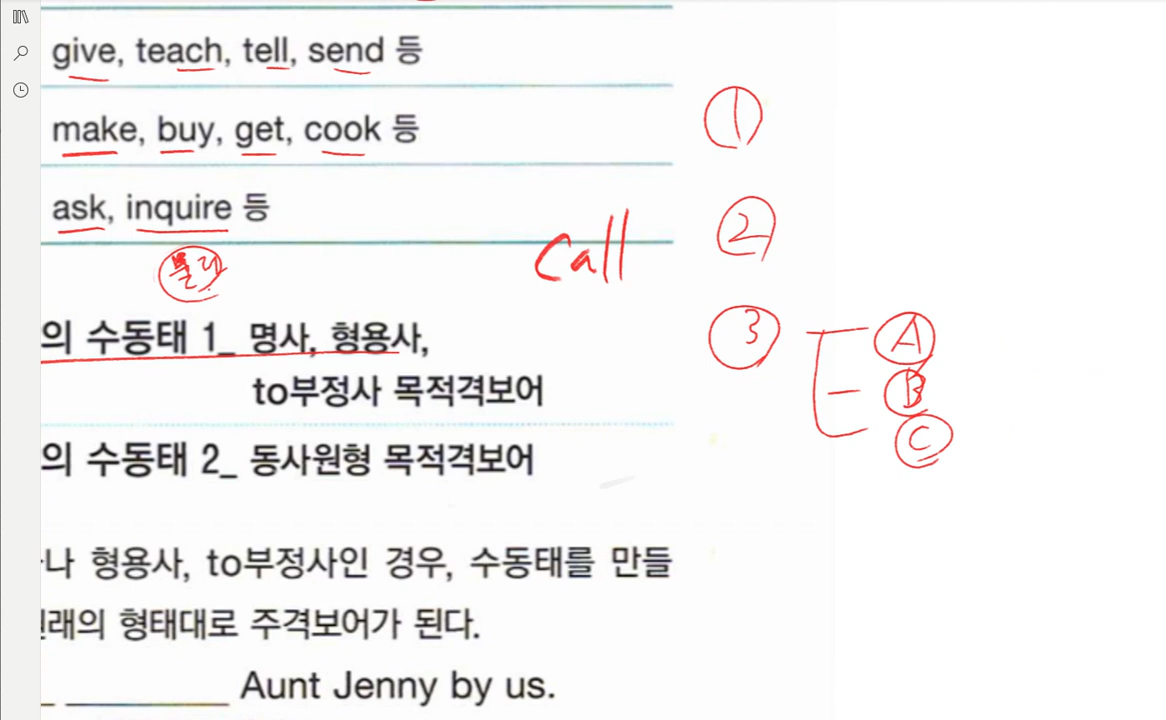 give, teach, tell, send 등
make, buy, get, cook 등
ask, inquire 등
call
1
2
3
A
B
C
의 수동태 1_ 명사, 형용사,
to부정사 목적격보어
의 수동태 2_ 동사원형 목적격보어
나 형용사, to부정사인 경우, 수동태를 만들
래의 형태대로 주격보어가 된다.
Aunt Jenny by us.